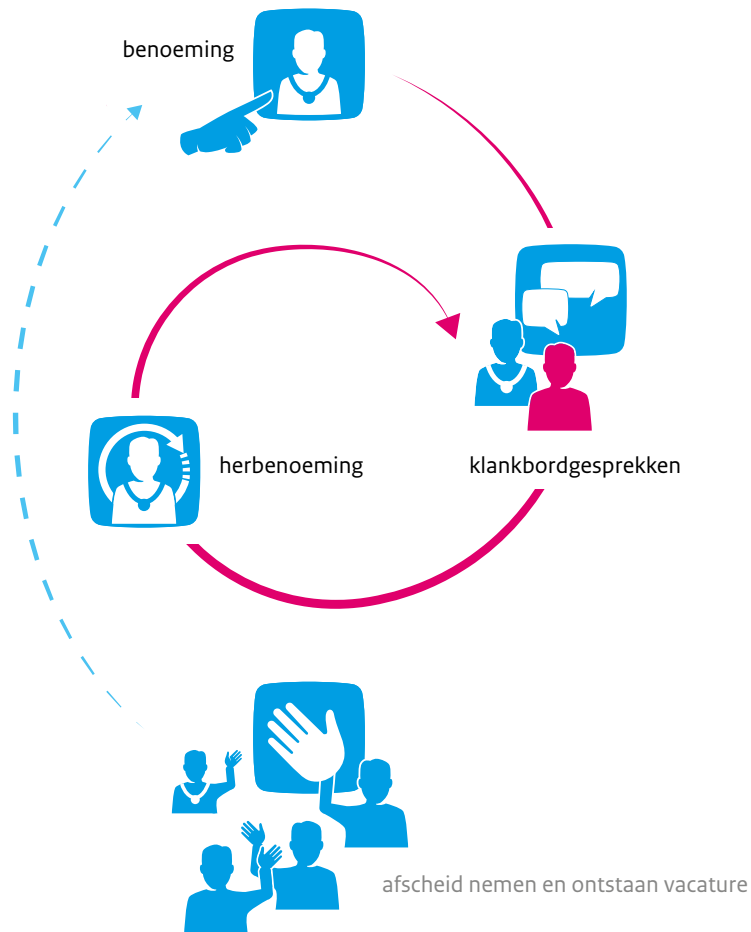 benoeming
herbenoeming
klankbordgesprekken
afscheid nemen en ontstaan vacature